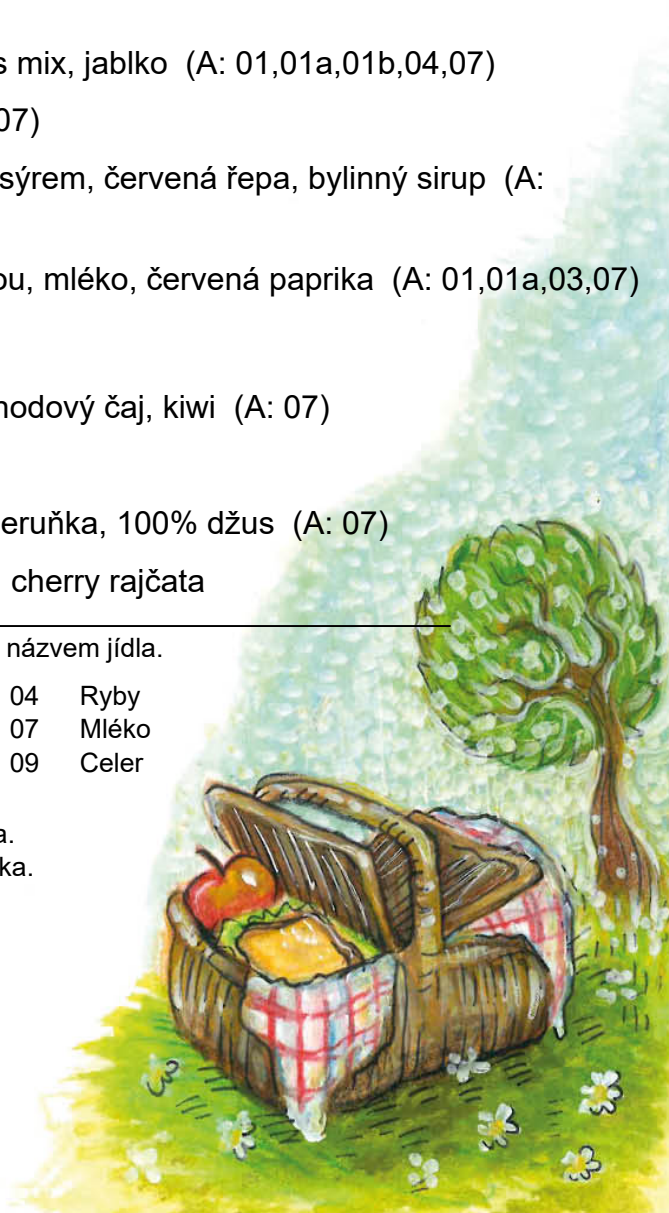 s mix, jablko (A: 01,01a,01b,04,07)
07)
sýrem, červená řepa, bylinný sirup (A:
ou, mléko, červená paprika (A: 01,01a,03,07)
hodový čaj, kiwi (A: 07)
eruňka, 100% džus (A: 07)
cherry rajčata
názvem jídla.
04 Ryby
07 Mléko
09 Celer
a.
ka.